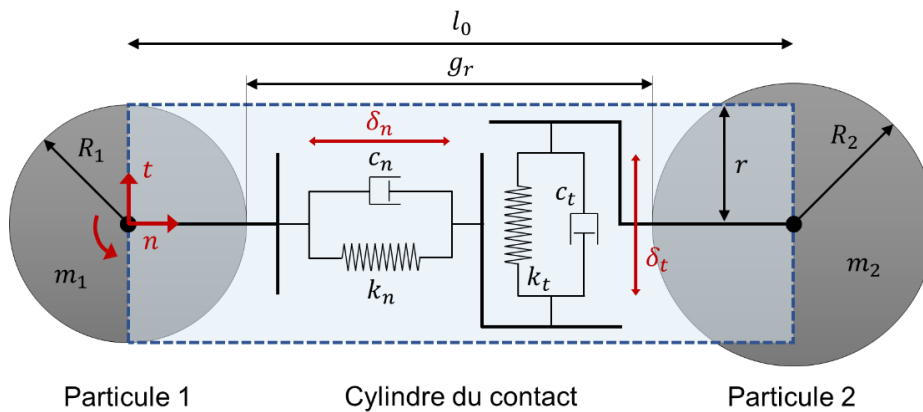 l₀
gᵣ
R₁
t
n
m₁
δₙ
cₙ
kₙ
cₜ
kₜ
δₜ
r
R₂
m₂
Particule 1
Cylindre du contact
Particule 2